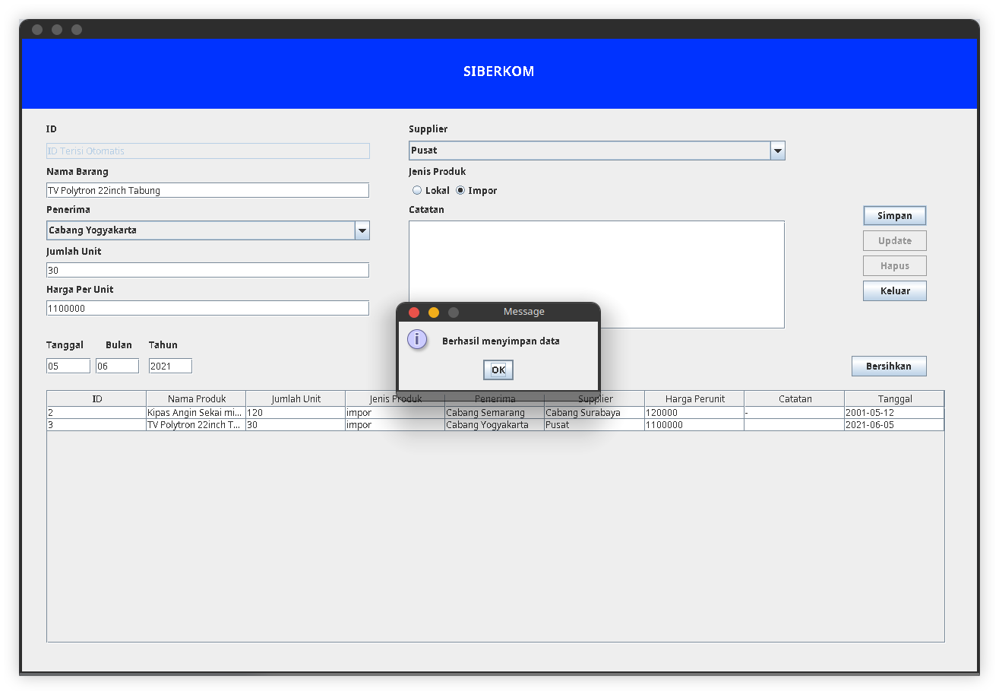 SIBERKOM
ID
ID Terisi Otomatis
Nama Barang
TV Polytron 22inch Tabung
Penerima
Cabang Yogyakarta
Jumlah Unit
30
Harga Per Unit
1100000
Tanggal Bulan Tahun
05 06 2021
Supplier
Pusat
Jenis Produk
Lokal Impor
Catatan
Simpan
Update
Hapus
Keluar
Bersihkan
Message
Berhasil menyimpan data
OK
ID Nama Produk Jumlah Unit Jenis Produk Penerima Supplier Harga Perunit Catatan Tanggal
2 Kipas Angin Sekai mi... 120 impor Cabang Semarang Cabang Surabaya 120000 - 2001-05-12
3 TV Polytron 22inch T... 30 impor Cabang Yogyakarta Pusat 1100000 2021-06-05